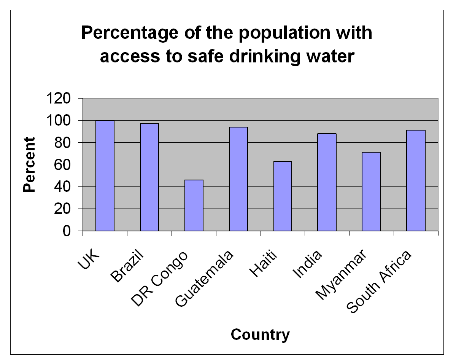 Percentage of the population with
access to safe drinking water
120
100
80
60
40
20
0
Percent
UK
Brazil
DR Congo
Guatemala
Haiti
India
Myanmar
South Africa
Country